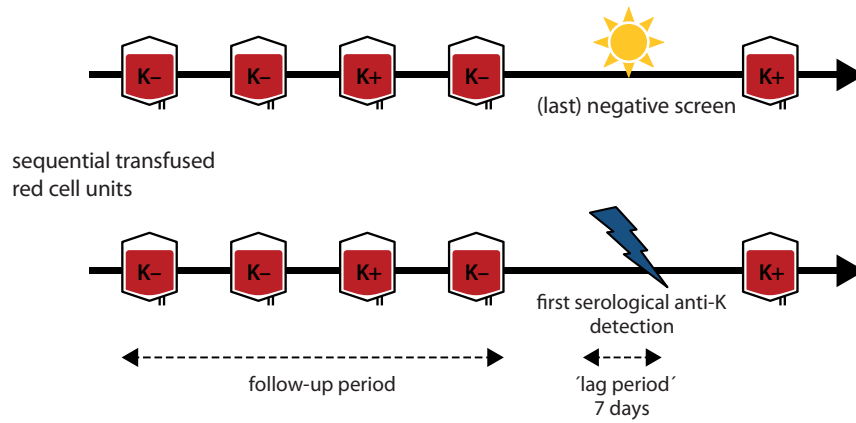 K– K– K+ K– K+
(last) negative screen
sequential transfused
red cell units
K– K– K+ K– K+
first serological anti-K
detection
follow-up period
´lag period´
7 days